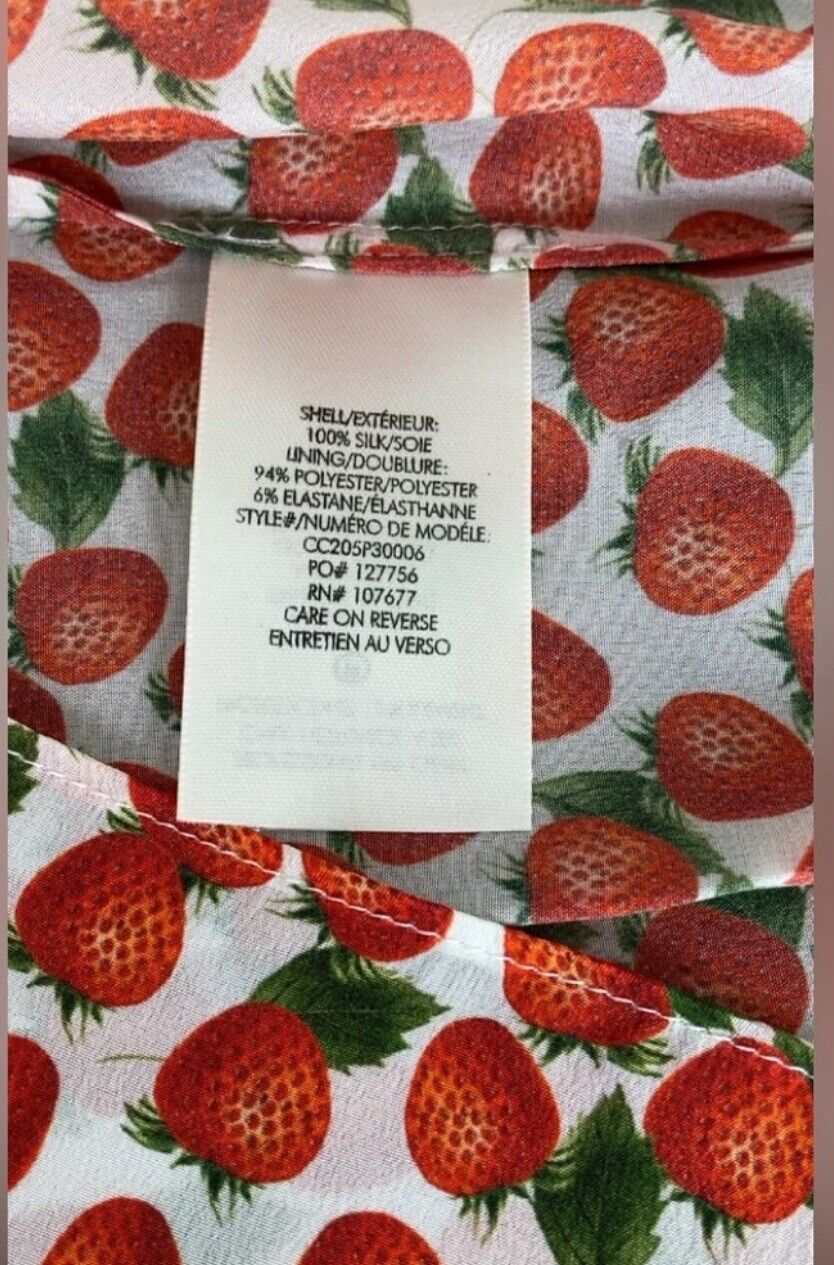 SHELL/EXTÉRIEUR:
100% SILK/SOIE
LINING/DOUBLURE:
94% POLYESTER/POLYESTER
6% ELASTANE/ÉLASTHANNE
STYLE#/NUMÉRO DE MODÉLE:
CC205P30006
PO# 127756
RN# 107677
CARE ON REVERSE
ENTRETIEN AU VERSO